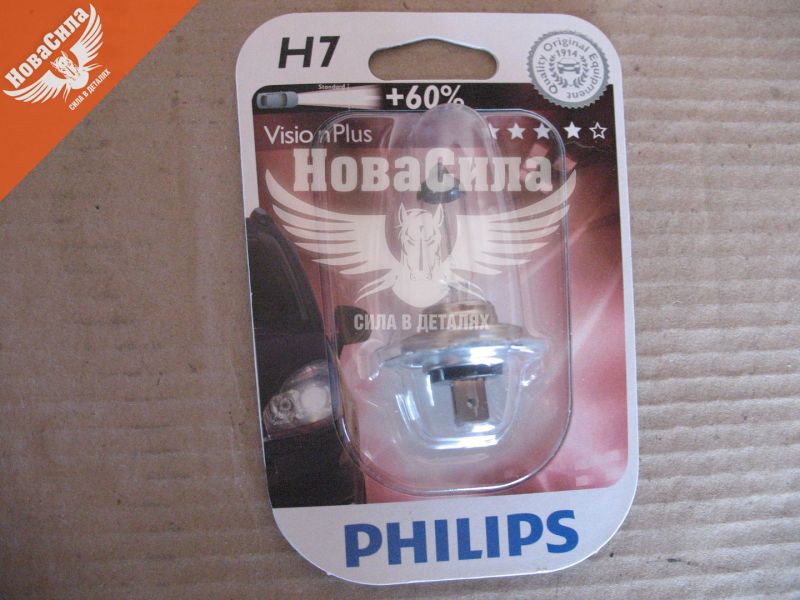 НоваСила
СИЛА В ДЕТАЛЯХ
H7
Quality Original Equipment
1914
Standard
+60%
VisionPlus
НоваСила
СИЛА В ДЕТАЛЯХ
PHILIPS